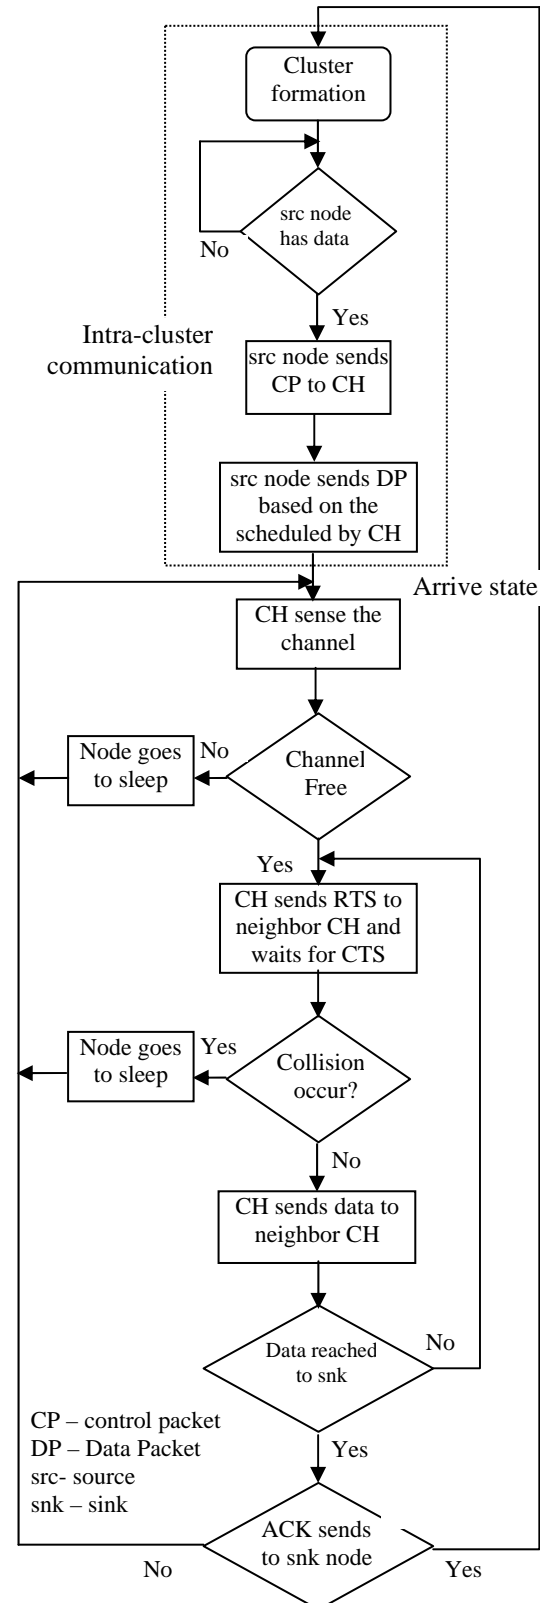 Cluster
formation
src node
has data
No
Yes
Intra-cluster
communication
src node sends
CP to CH
src node sends DP
based on the
scheduled by CH
Arrive state
CH sense the
channel
Node goes
to sleep
No
Channel
Free
Yes
CH sends RTS to
neighbor CH and
waits for CTS
Node goes
to sleep
Yes
Collision
occur?
No
CH sends data to
neighbor CH
Data reached
to snk
No
CP – control packet
DP – Data Packet
src- source
snk – sink
Yes
ACK sends
to snk node
No
Yes